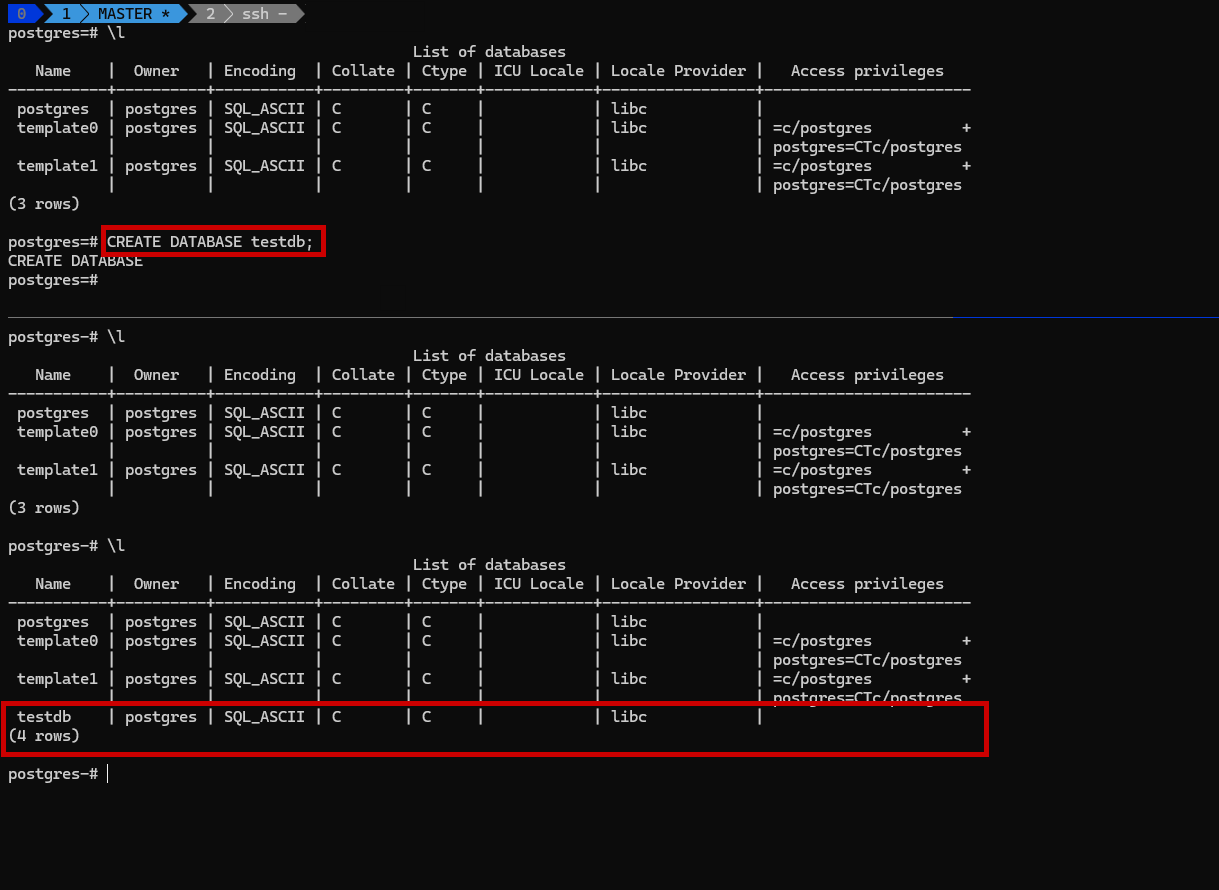 0 1 MASTER * 2 ssh -
postgres=# \l
                                             List of databases
   Name    |  Owner   | Encoding  | Collate | Ctype | ICU Locale | Locale Provider |   Access privileges
-----------+----------+-----------+---------+-------+------------+-----------------+-----------------------
 postgres  | postgres | SQL_ASCII | C       | C     |            | libc            |
 template0 | postgres | SQL_ASCII | C       | C     |            | libc            | =c/postgres          +
           |          |           |         |       |            |                 | postgres=CTc/postgres
 template1 | postgres | SQL_ASCII | C       | C     |            | libc            | =c/postgres          +
           |          |           |         |       |            |                 | postgres=CTc/postgres
(3 rows)
postgres=# CREATE DATABASE testdb;
CREATE DATABASE
postgres=#
postgres-# \l
                                             List of databases
   Name    |  Owner   | Encoding  | Collate | Ctype | ICU Locale | Locale Provider |   Access privileges
-----------+----------+-----------+---------+-------+------------+-----------------+-----------------------
 postgres  | postgres | SQL_ASCII | C       | C     |            | libc            |
 template0 | postgres | SQL_ASCII | C       | C     |            | libc            | =c/postgres          +
           |          |           |         |       |            |                 | postgres=CTc/postgres
 template1 | postgres | SQL_ASCII | C       | C     |            | libc            | =c/postgres          +
           |          |           |         |       |            |                 | postgres=CTc/postgres
(3 rows)
postgres-# \l
                                             List of databases
   Name    |  Owner   | Encoding  | Collate | Ctype | ICU Locale | Locale Provider |   Access privileges
-----------+----------+-----------+---------+-------+------------+-----------------+-----------------------
 postgres  | postgres | SQL_ASCII | C       | C     |            | libc            |
 template0 | postgres | SQL_ASCII | C       | C     |            | libc            | =c/postgres          +
           |          |           |         |       |            |                 | postgres=CTc/postgres
 template1 | postgres | SQL_ASCII | C       | C     |            | libc            | =c/postgres          +
           |          |           |         |       |            |                 | postgres=CTc/postgres
 testdb    | postgres | SQL_ASCII | C       | C     |            | libc            |
(4 rows)
postgres-#